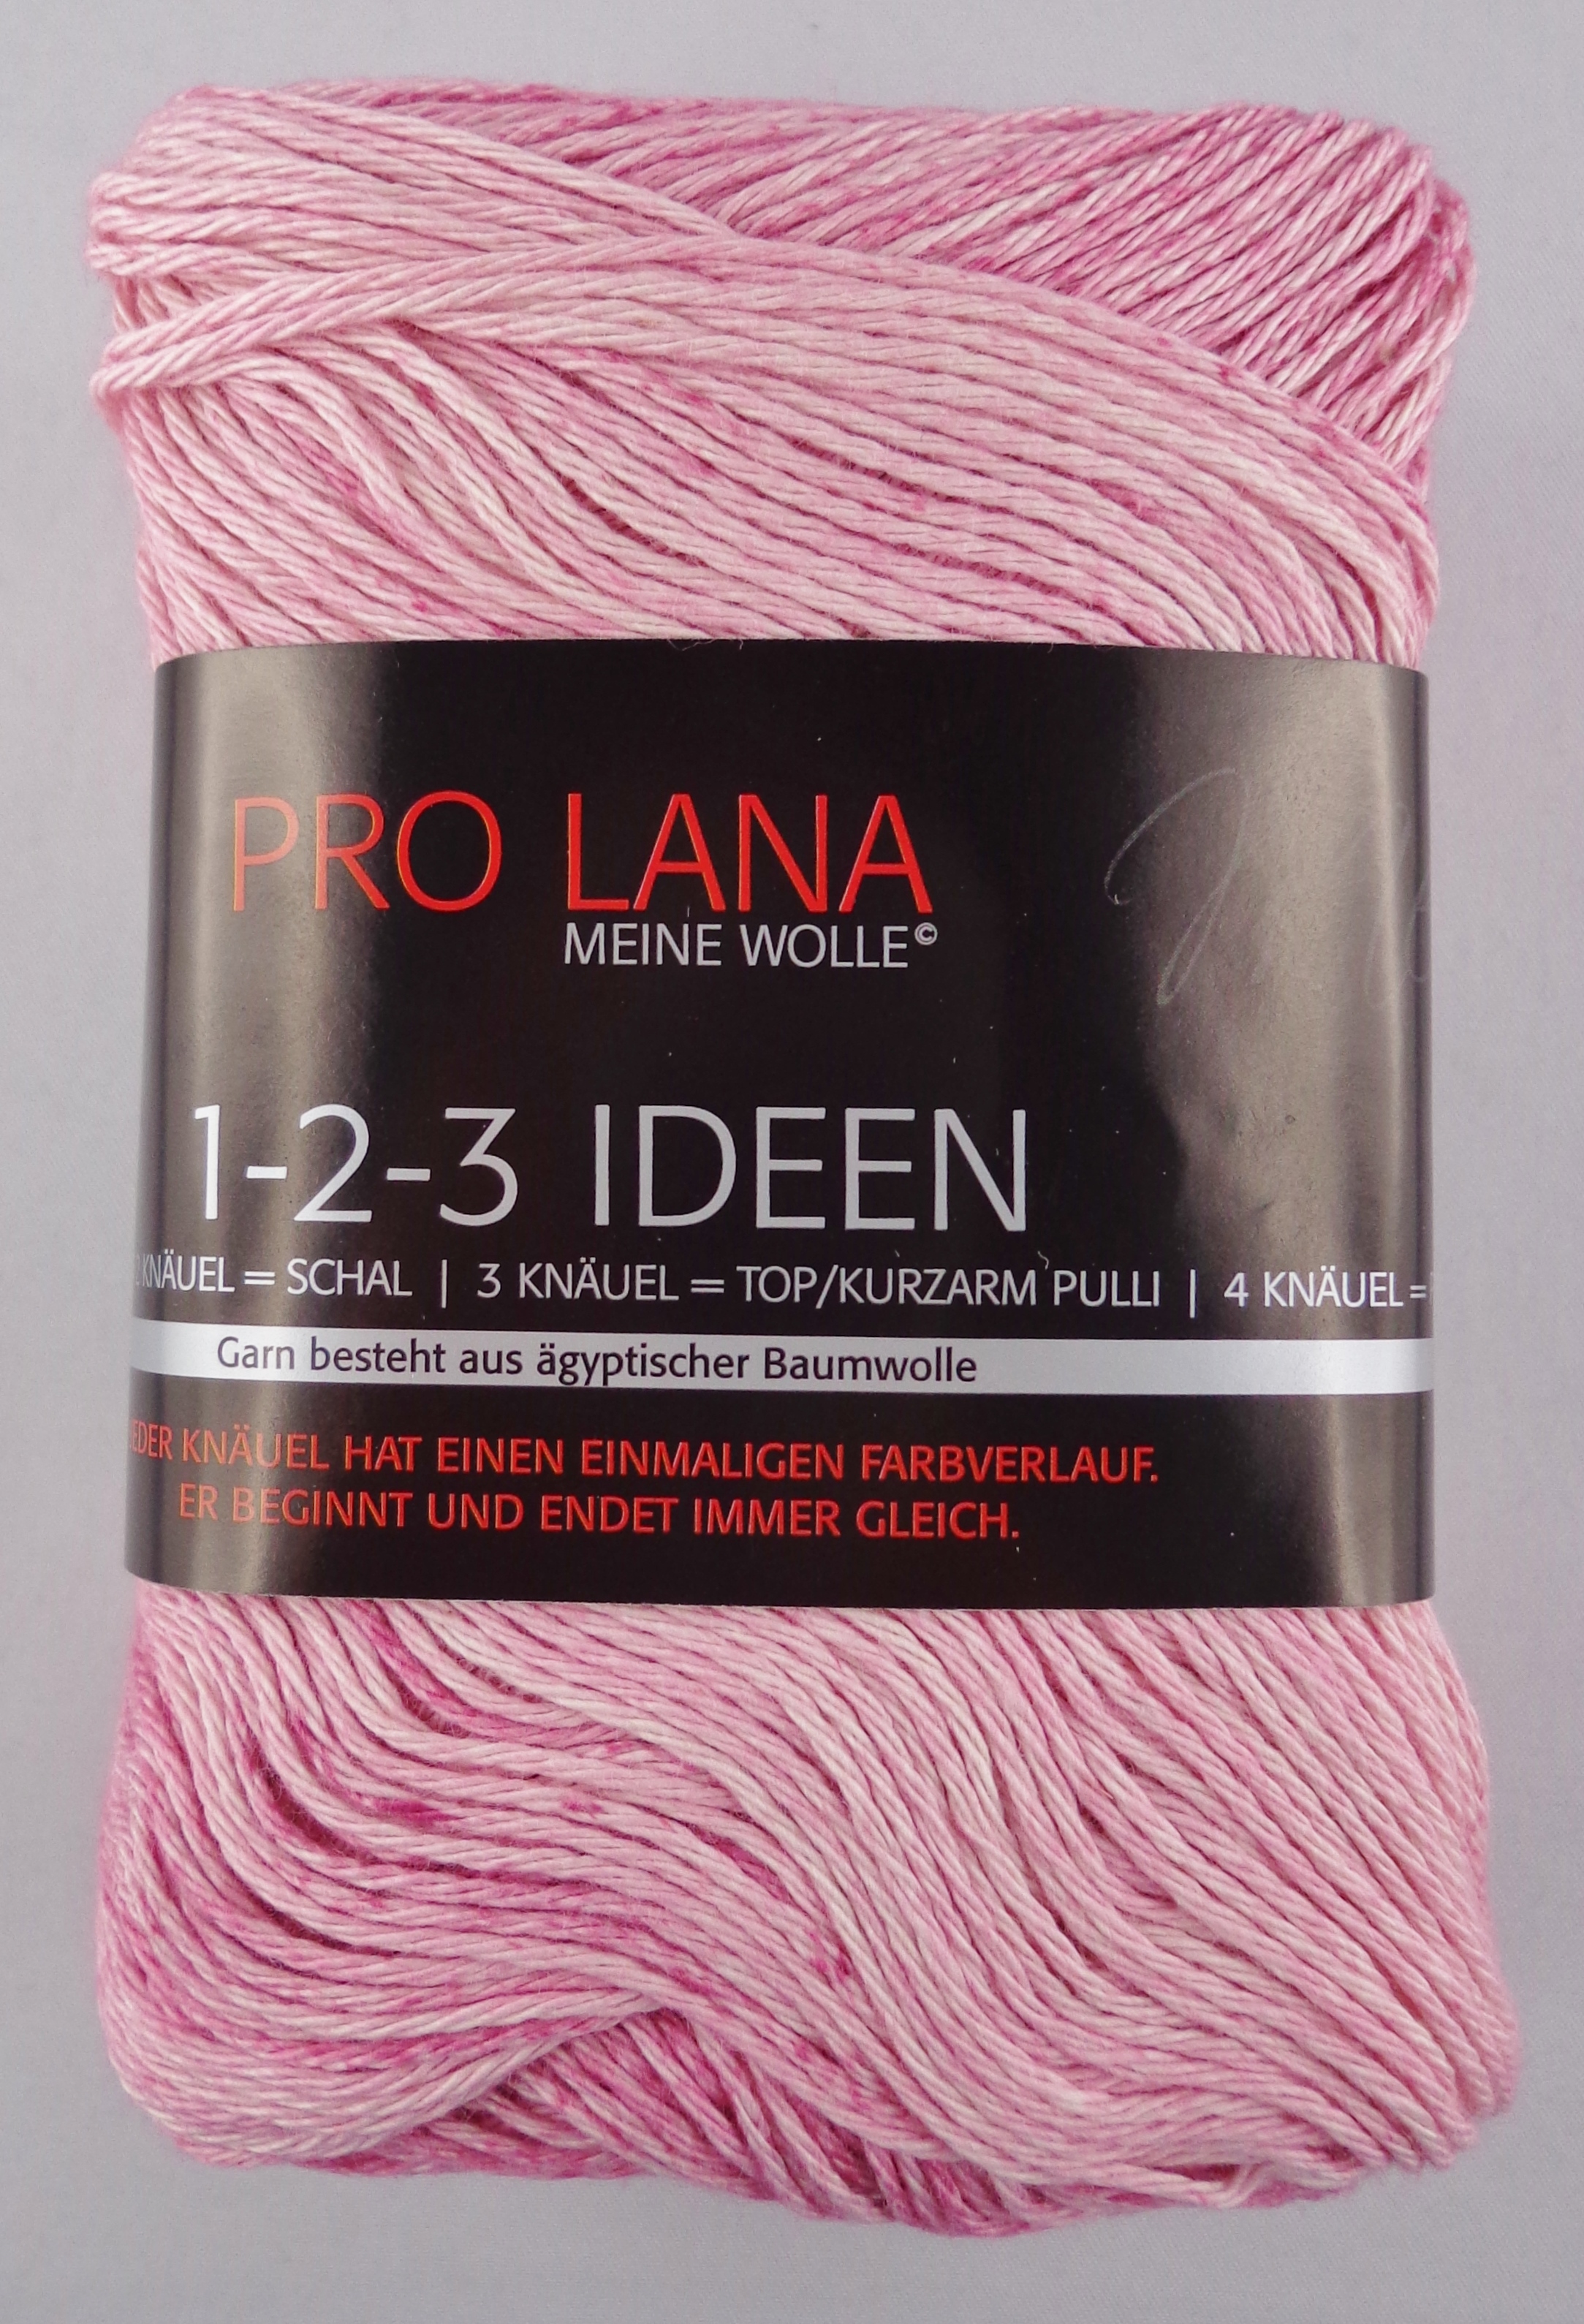 PRO LANA
MEINE WOLLE©
1-2-3 IDEEN
KNÄUEL = SCHAL | 3 KNÄUEL = TOP/KURZARM PULLI | 4 KNÄUEL =
Garn besteht aus ägyptischer Baumwolle
EDER KNÄUEL HAT EINEN EINMALIGEN FARBVERLAUF.
ER BEGINNT UND ENDET IMMER GLEICH.